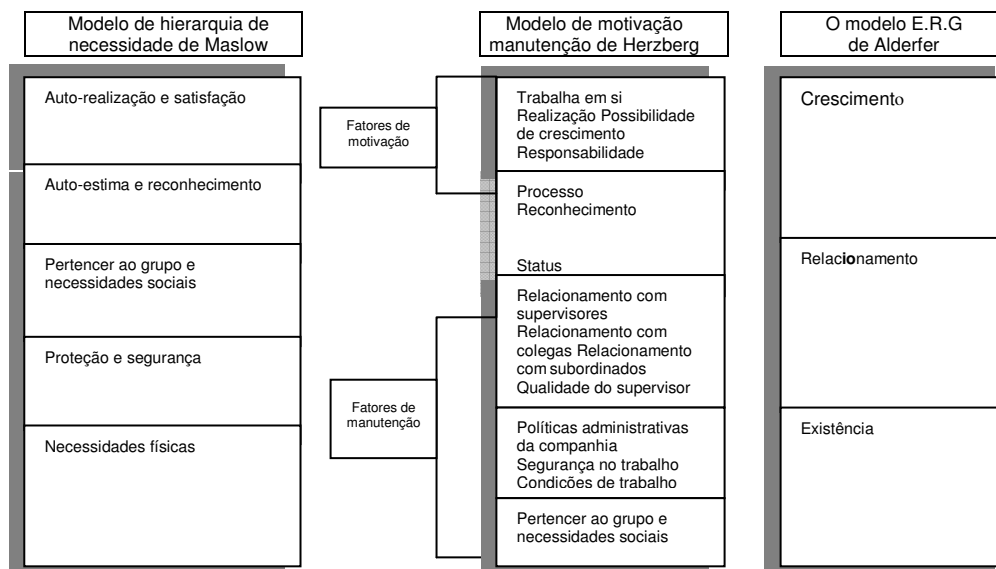 Modelo de hierarquia de
necessidade de Maslow
Auto-realização e satisfação
Auto-estima e reconhecimento
Pertencer ao grupo e
necessidades sociais
Proteção e segurança
Necessidades físicas
Modelo de motivação
manutenção de Herzberg
Fatores de
motivação
Fatores de
manutenção
Trabalha em si
Realização Possibilidade
de crescimento
Responsabilidade
Processo
Reconhecimento
Status
Relacionamento com
supervisores
Relacionamento com
colegas Relacionamento
com subordinados
Qualidade do supervisor
Políticas administrativas
da companhia
Segurança no trabalho
Condições de trabalho
Pertencer ao grupo e
necessidades sociais
O modelo E.R.G
de Alderfer
Crescimento
Relacionamento
Existência